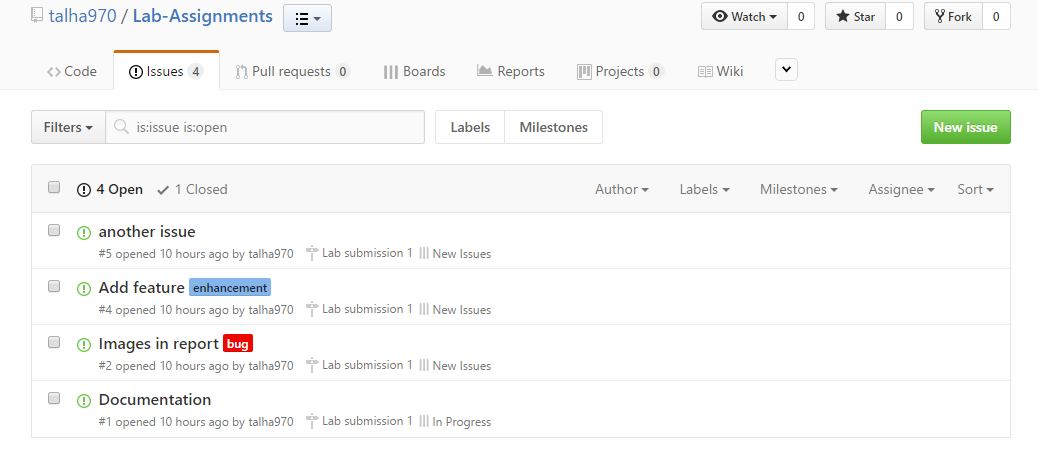 talha970 / Lab-Assignments Watch 0 Star 0 Fork 0
Code Issues 4 Pull requests 0 Boards Reports Projects 0 Wiki
Filters is:issue is:open Labels Milestones New issue
4 Open 1 Closed Author Labels Milestones Assignee Sort
another issue
#5 opened 10 hours ago by talha970 Lab submission 1 New Issues
Add feature enhancement
#4 opened 10 hours ago by talha970 Lab submission 1 New Issues
Images in report bug
#2 opened 10 hours ago by talha970 Lab submission 1 New Issues
Documentation
#1 opened 10 hours ago by talha970 Lab submission 1 In Progress